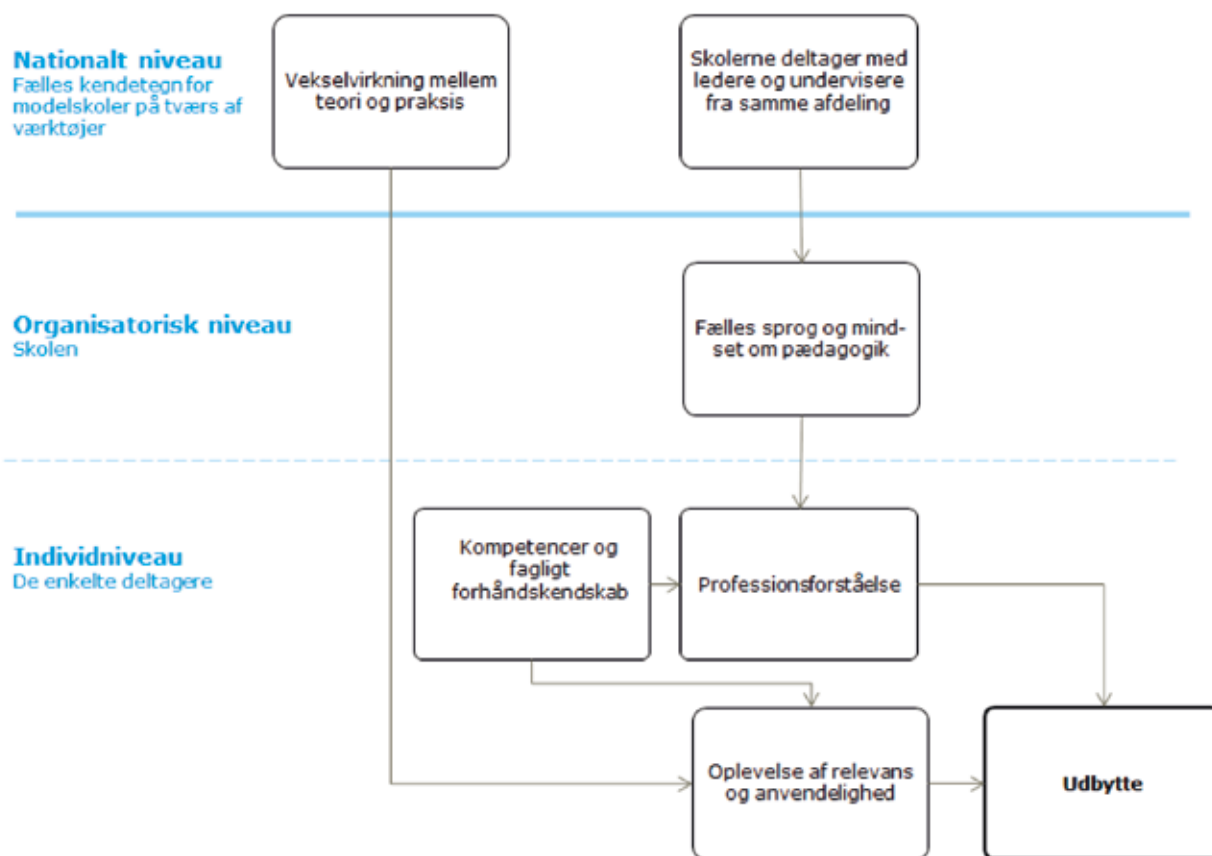 Nationalt niveau
Fælles kendetegn for
modelskoler på tværs af
værktøjer
Vekselvirkning mellem
teori og praksis
Skolerne deltager med
ledere og undervisere
fra samme afdeling
Organisatorisk niveau
Skolen
Fælles sprog og mind-
set om pædagogik
Individniveau
De enkelte deltagere
Kompetencer og
fagligt
forhåndskendskab
Professionsforståelse
Oplevelse af relevans
og anvendelighed
Udbytte